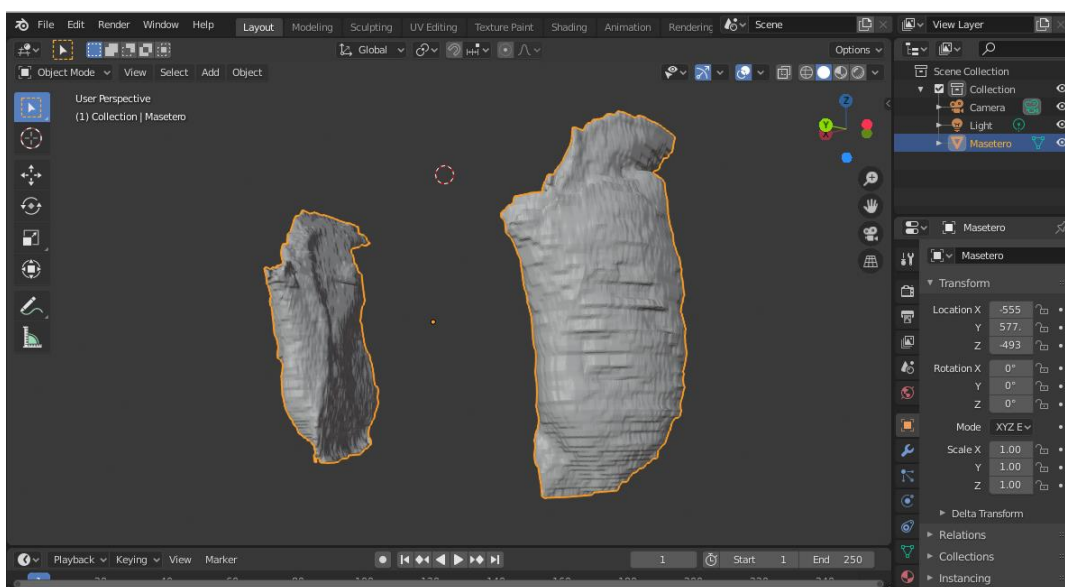 File Edit Render Window Help Layout Modeling Sculpting UV Editing Texture Paint Shading Animation Rendering Scene View Layer
Global Options
Object Mode View Select Add Object
User Perspective
(1) Collection | Masetero
Z
Y
Scene Collection
Collection
Camera
Light
Masetero
Masetero
Masetero
Transform
Location X -555
Y 577.
Z -493
Rotation X 0°
Y 0°
Z 0°
Mode XYZ E
Scale X 1.00
Y 1.00
Z 1.00
Delta Transform
Relations
Collections
Instancing
Playback Keying View Marker 1 Start 1 End 250